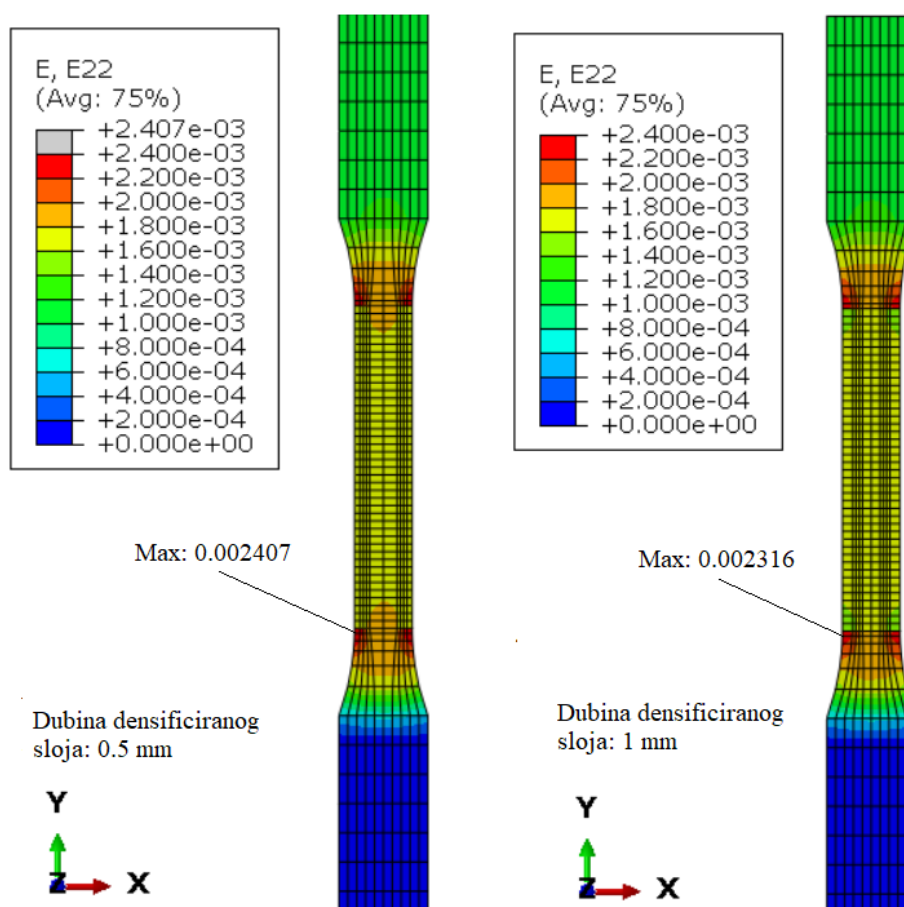 E, E22
(Avg: 75%)
+2.407e-03
+2.400e-03
+2.200e-03
+2.000e-03
+1.800e-03
+1.600e-03
+1.400e-03
+1.200e-03
+1.000e-03
+8.000e-04
+6.000e-04
+4.000e-04
+2.000e-04
+0.000e+00
Max: 0.002407
Dubina densificiranog
sloja: 0.5 mm
Y
Z
X
E, E22
(Avg: 75%)
+2.400e-03
+2.200e-03
+2.000e-03
+1.800e-03
+1.600e-03
+1.400e-03
+1.200e-03
+1.000e-03
+8.000e-04
+6.000e-04
+4.000e-04
+2.000e-04
+0.000e+00
Max: 0.002316
Dubina densificiranog
sloja: 1 mm
Y
Z
X